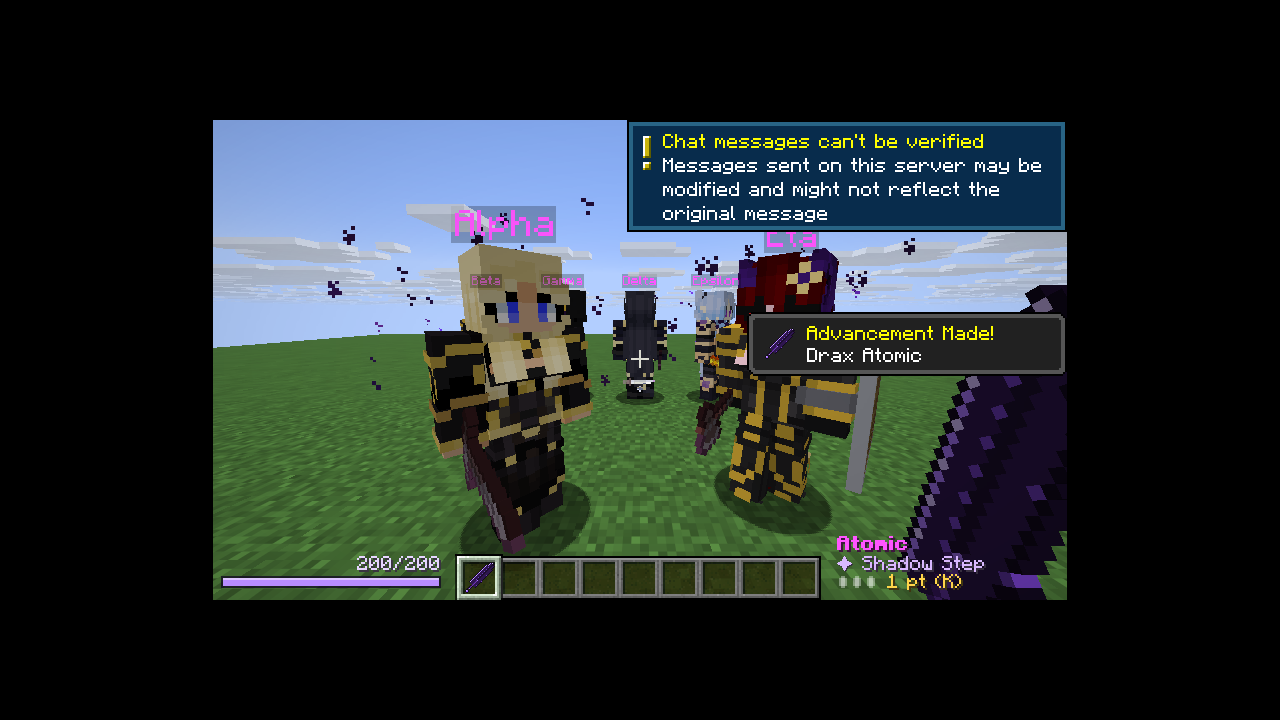 Chat messages can't be verified
Messages sent on this server may be
modified and might not reflect the
original message
Alpha
Eta
Beta
Gamma
Delta
Epsilon
Advancement Made!
Drax Atomic
Atomic
Shadow Step
1 pt (K)
200/200